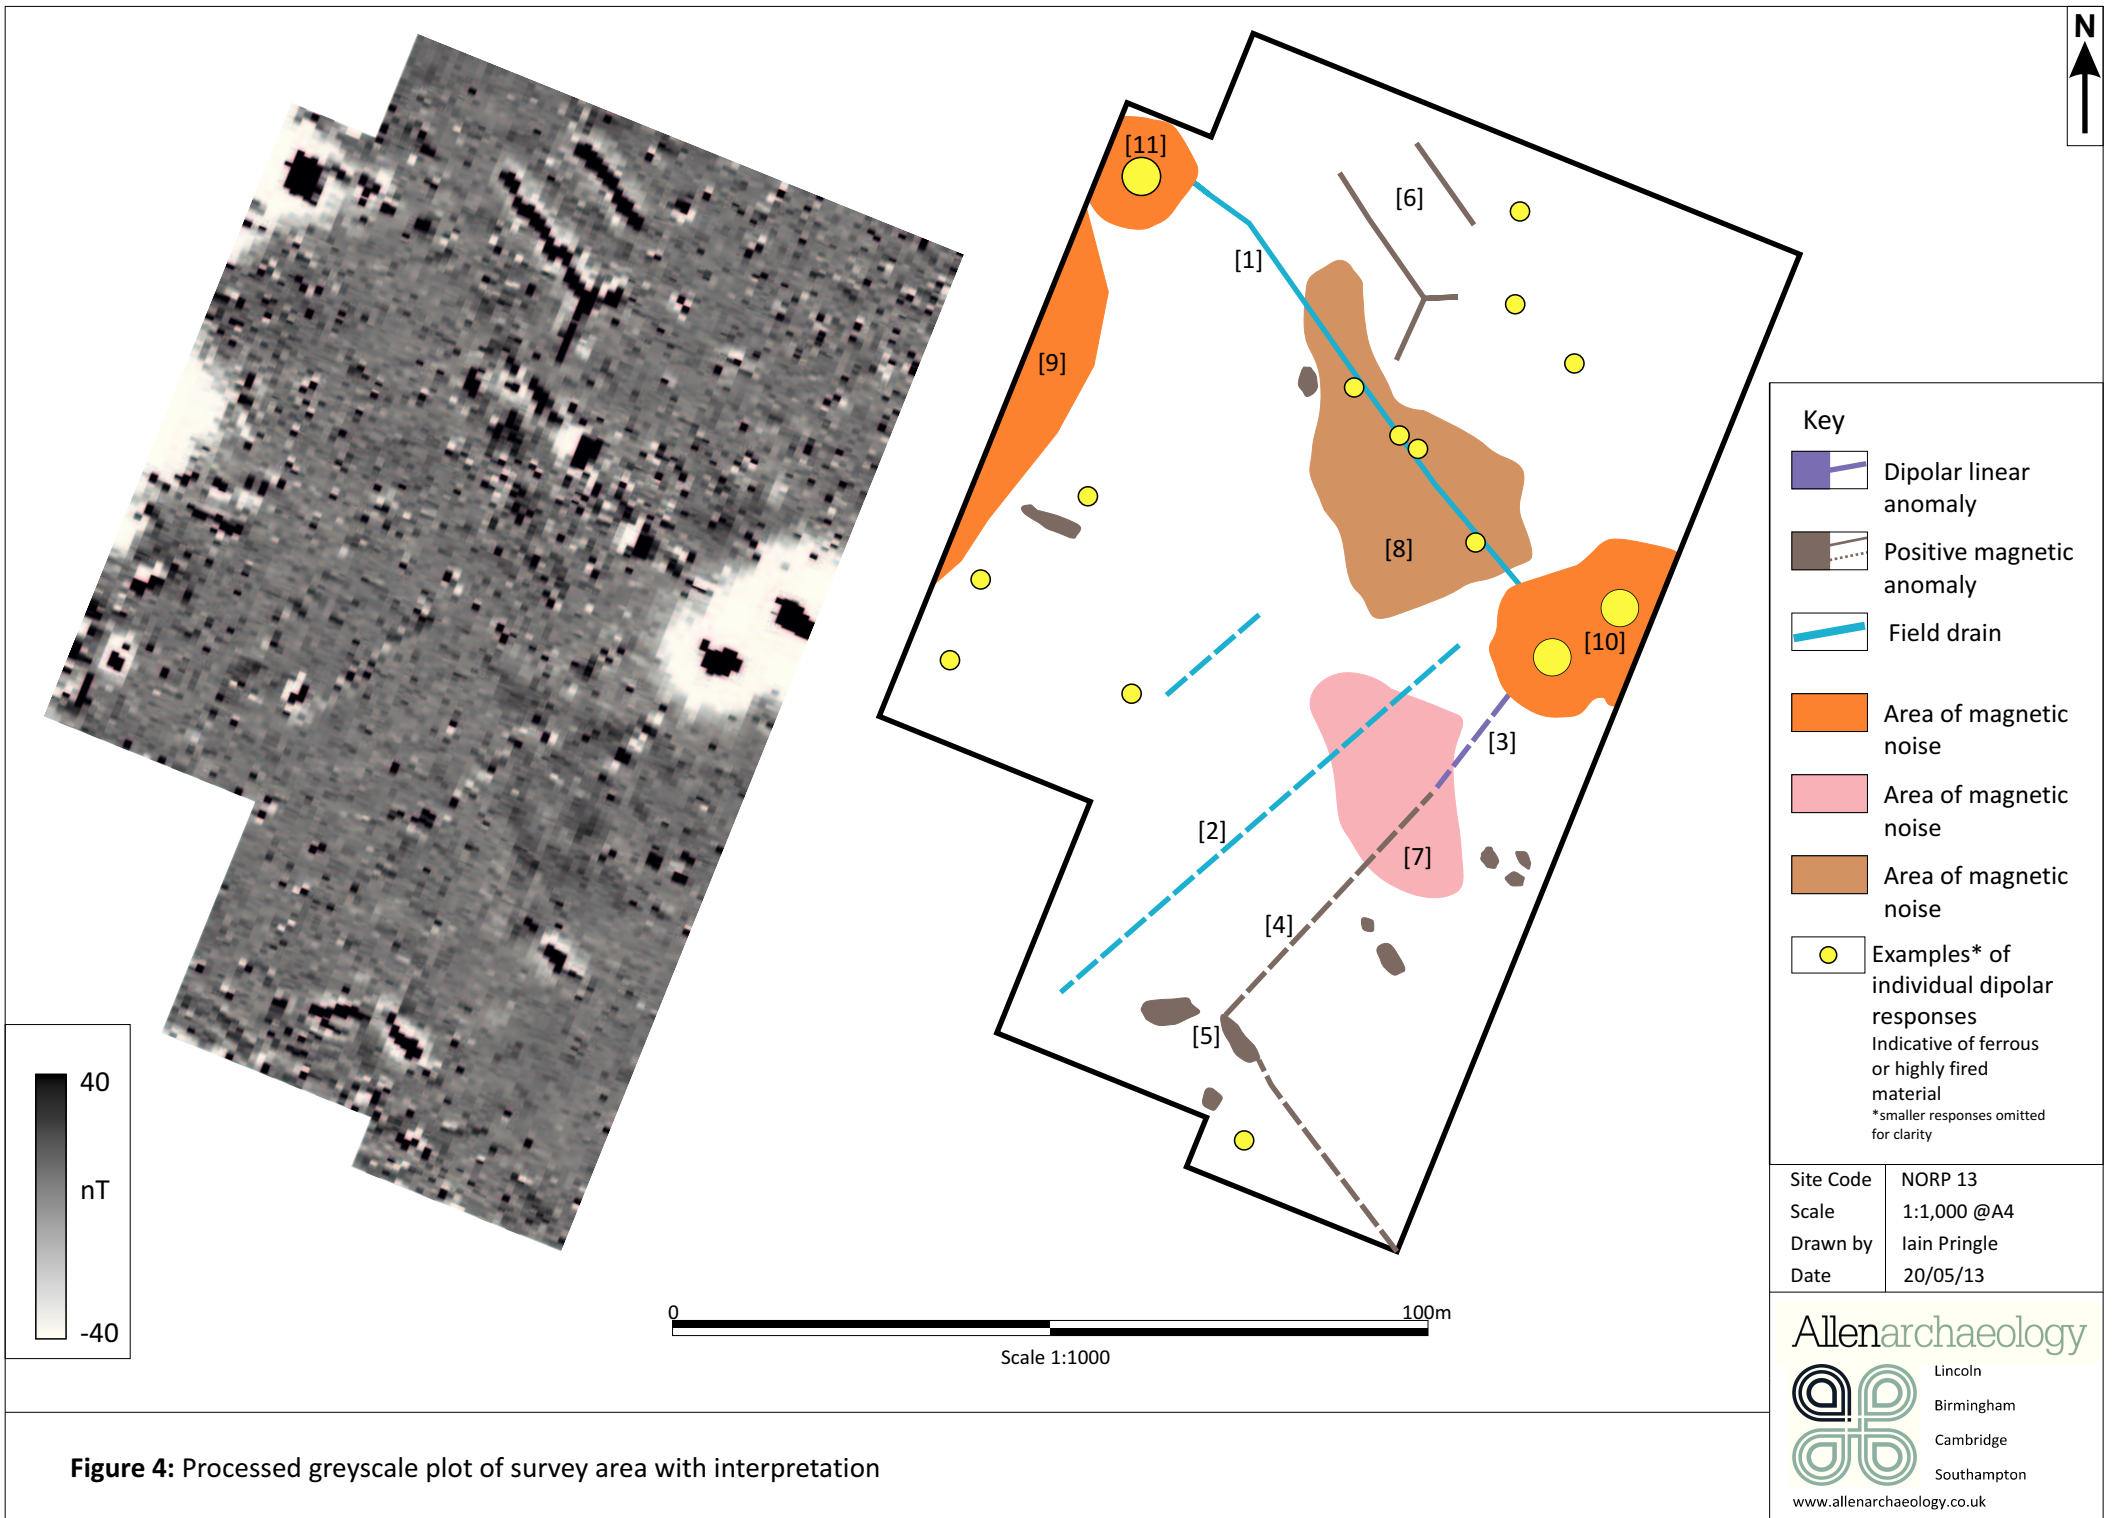 N
[11]
[6]
[1]
[9]
[8]
[10]
[3]
[2]
[7]
[4]
[5]
Key
Dipolar linear
anomaly
Positive magnetic
anomaly
Field drain
Area of magnetic
noise
Area of magnetic
noise
Area of magnetic
noise
Examples* of
individual dipolar
responses
Indicative of ferrous
or highly fired
material
*smaller responses omitted
for clarity
40
nT
-40
0 100m
Scale 1:1000
Site Code NORP 13
Scale 1:1,000 @A4
Drawn by Iain Pringle
Date 20/05/13
Allenarchaeology
Lincoln
Birmingham
Cambridge
Southampton
www.allenarchaeology.co.uk
Figure 4: Processed greyscale plot of survey area with interpretation